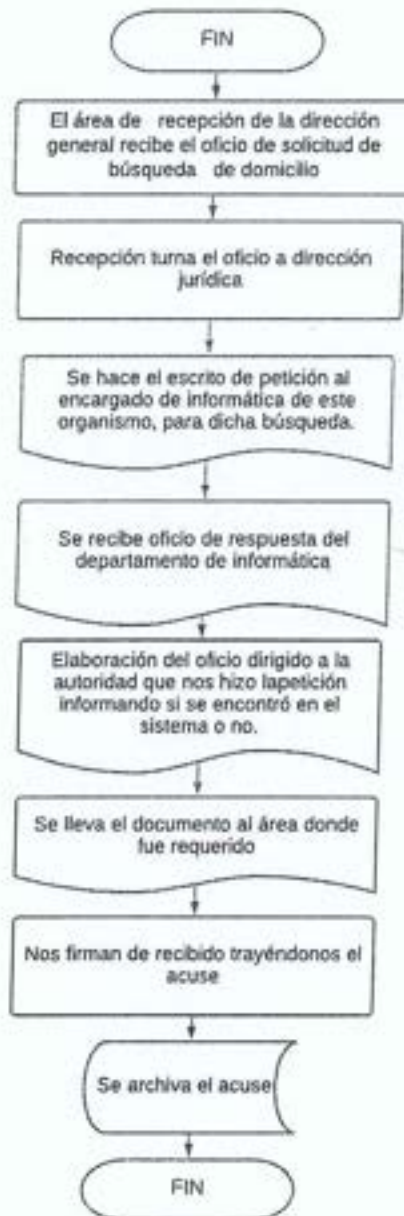 FIN
El área de recepción de la dirección
general recibe el oficio de solicitud de
búsqueda de domicilio
Recepción turna el oficio a dirección
jurídica
Se hace el escrito de petición al
encargado de informática de este
organismo, para dicha búsqueda.
Se recibe oficio de respuesta del
departamento de informática
Elaboración del oficio dirigido a la
autoridad que nos hizo lapetición
informando si se encontró en el
sistema o no.
Se lleva el documento al área donde
fue requerido
Nos firman de recibido trayéndonos el
acuse
Se archiva el acuse
FIN